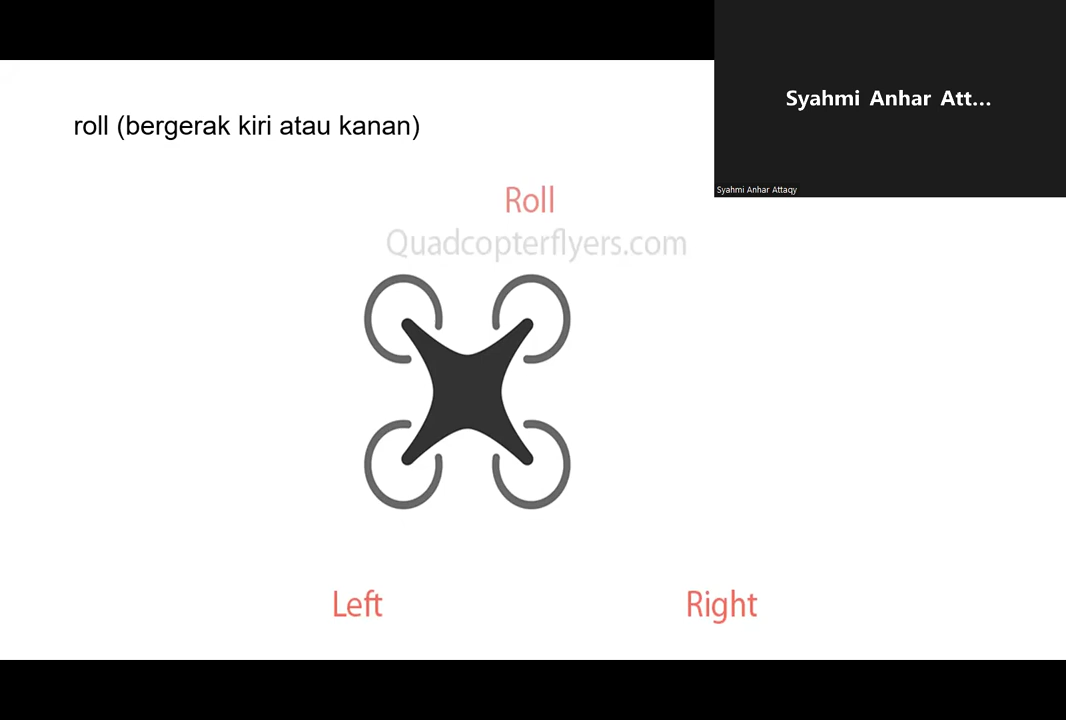 Syahmi Anhar Att...
Syahmi Anhar Attaqy
roll (bergerak kiri atau kanan)
Roll
Quadcopterflyers.com
Left
Right